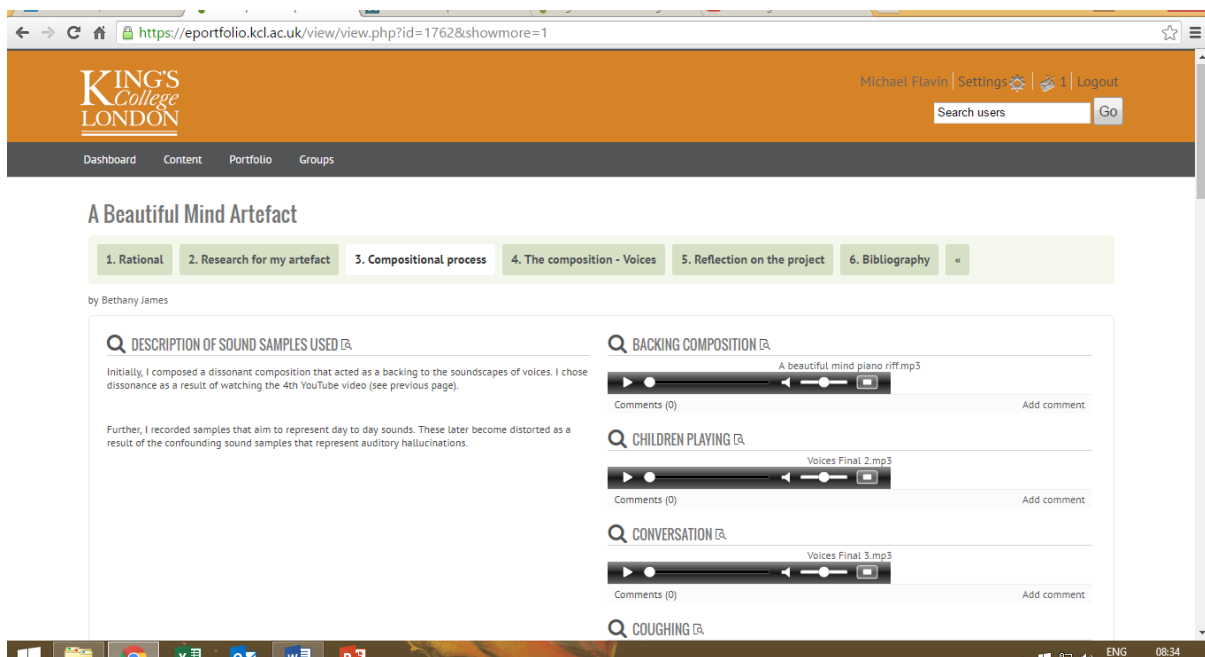 https://eportfolio.kcl.ac.uk/view/view.php?id=1762&showmore=1
KING'S
College
LONDON
Michael Flavin | Settings | 1 | Logout
Search users Go
Dashboard Content Portfolio Groups
A Beautiful Mind Artefact
1. Rational 2. Research for my artefact 3. Compositional process 4. The composition - Voices 5. Reflection on the project 6. Bibliography «
by Bethany James
DESCRIPTION OF SOUND SAMPLES USED
Initially, I composed a dissonant composition that acted as a backing to the soundscapes of voices. I chose
dissonance as a result of watching the 4th YouTube video (see previous page).
Further, I recorded samples that aim to represent day to day sounds. These later become distorted as a
result of the confounding sound samples that represent auditory hallucinations.
BACKING COMPOSITION
A beautiful mind piano riff.mp3
Comments (0) Add comment
CHILDREN PLAYING
Voices Final 2.mp3
Comments (0) Add comment
CONVERSATION
Voices Final 3.mp3
Comments (0) Add comment
COUGHING
ENG 08:34